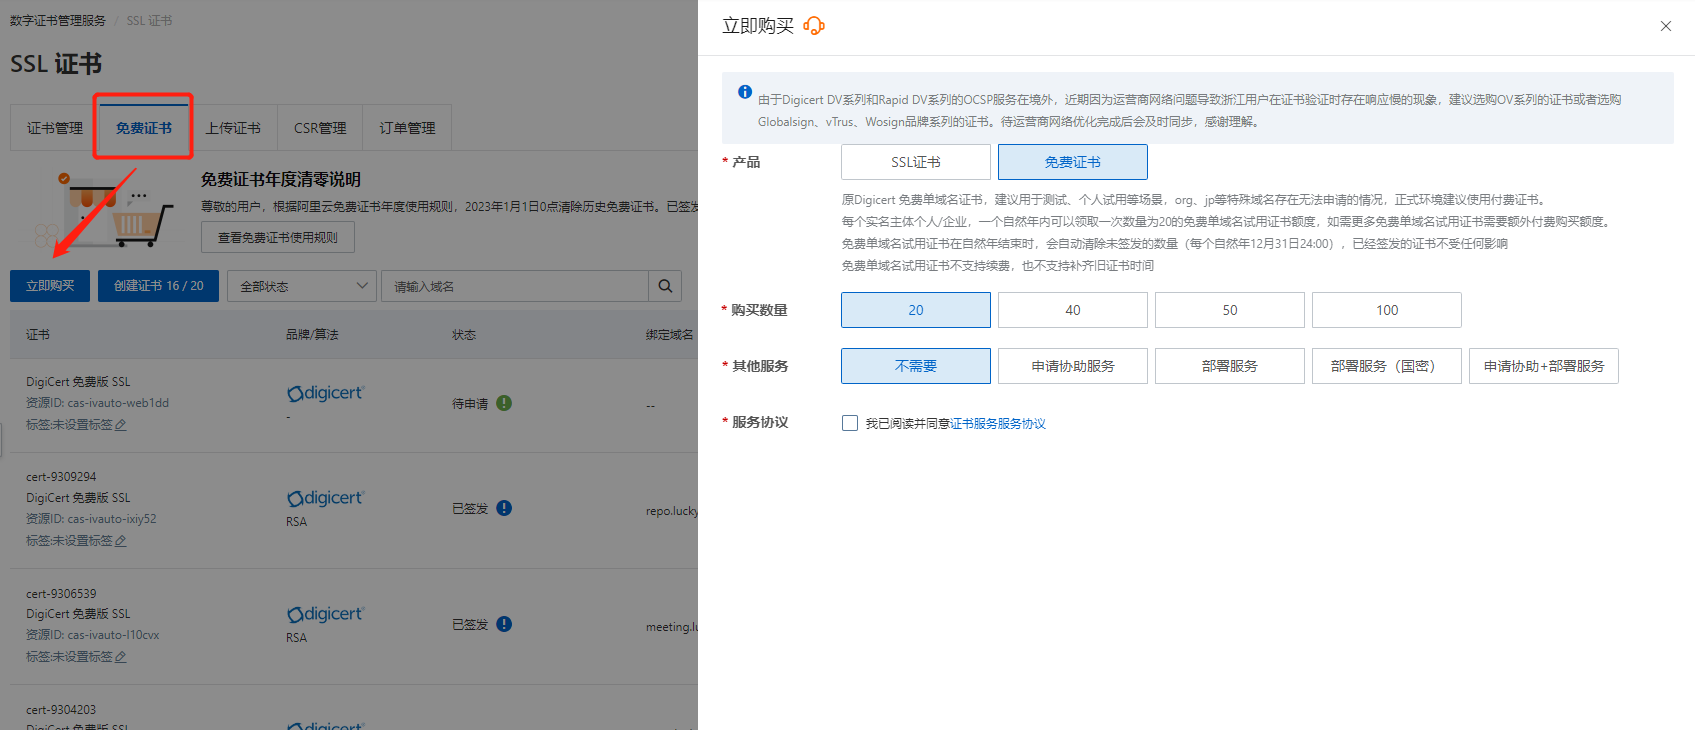 数字证书管理服务 / SSL 证书
SSL 证书
证书管理
免费证书
上传证书
CSR管理
订单管理
免费证书年度清零说明
尊敬的用户，根据阿里云免费证书年度使用规则，2023年1月1日0点清除历史免费证书。已签发
查看免费证书使用规则
立即购买
创建证书 16 / 20
全部状态
请输入域名
证书
品牌/算法
状态
绑定域名
DigiCert 免费版 SSL
资源ID: cas-ivauto-web1dd
标签:未设置标签
digicert
-
待申请
--
cert-9309294
DigiCert 免费版 SSL
资源ID: cas-ivauto-ixiy52
标签:未设置标签
digicert
RSA
已签发
repo.lucky
cert-9306539
DigiCert 免费版 SSL
资源ID: cas-ivauto-l10cvx
标签:未设置标签
digicert
RSA
已签发
meeting.lu
cert-9304203
DigiCert 免费版 SSL
digicert
立即购买
由于Digicert DV系列和Rapid DV系列的OCSP服务在境外，近期因为运营商网络问题导致浙江用户在证书验证时存在响应慢的现象，建议选购OV系列的证书或者选购
Globalsign、vTrus、Wosign品牌系列的证书。待运营商网络优化完成后会及时同步，感谢理解。
* 产品
SSL证书
免费证书
原Digicert 免费单域名证书，建议用于测试、个人试用等场景，org、jp等特殊域名存在无法申请的情况，正式环境建议使用付费证书。
每个实名主体个人/企业，一个自然年内可以领取一次数量为20的免费单域名试用证书额度，如需更多免费单域名试用证书需要额外付费购买额度。
免费单域名试用证书在自然年结束时，会自动清除未签发的数量（每个自然年12月31日24:00），已经签发的证书不受任何影响
免费单域名试用证书不支持续费，也不支持补齐旧证书时间
* 购买数量
20
40
50
100
* 其他服务
不需要
申请协助服务
部署服务
部署服务（国密）
申请协助+部署服务
* 服务协议
我已阅读并同意证书服务服务协议